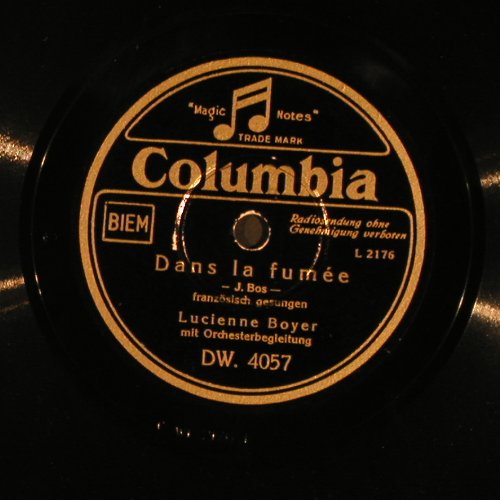 "Magic Notes"
TRADE MARK
Columbia
BIEM
Radiosendung ohne
Genehmigung verboten
L 2176
Dans la fumée
– J. Bos –
französisch gesungen
Lucienne Boyer
mit Orchesterbegleitung
DW. 4057